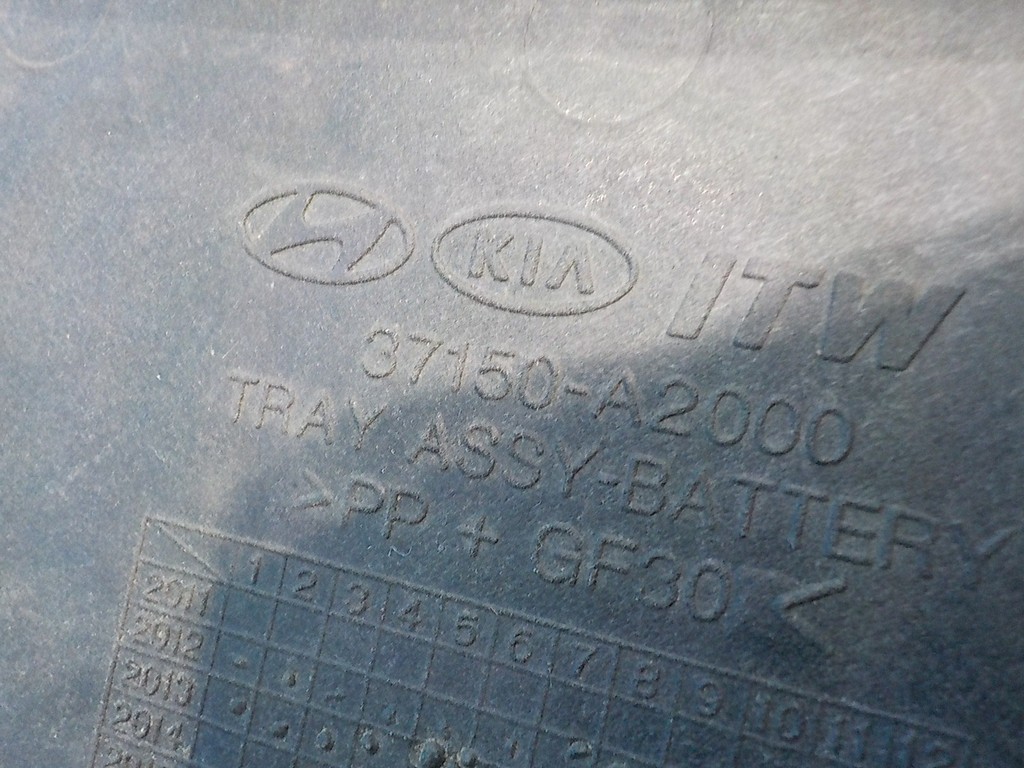 KIA ITW
37150-A2000
TRAY ASSY-BATTERY
>PP + GF30<
1 2 3 4 5 6 7 8 9 10 11 12
2011
2012
2013
2014